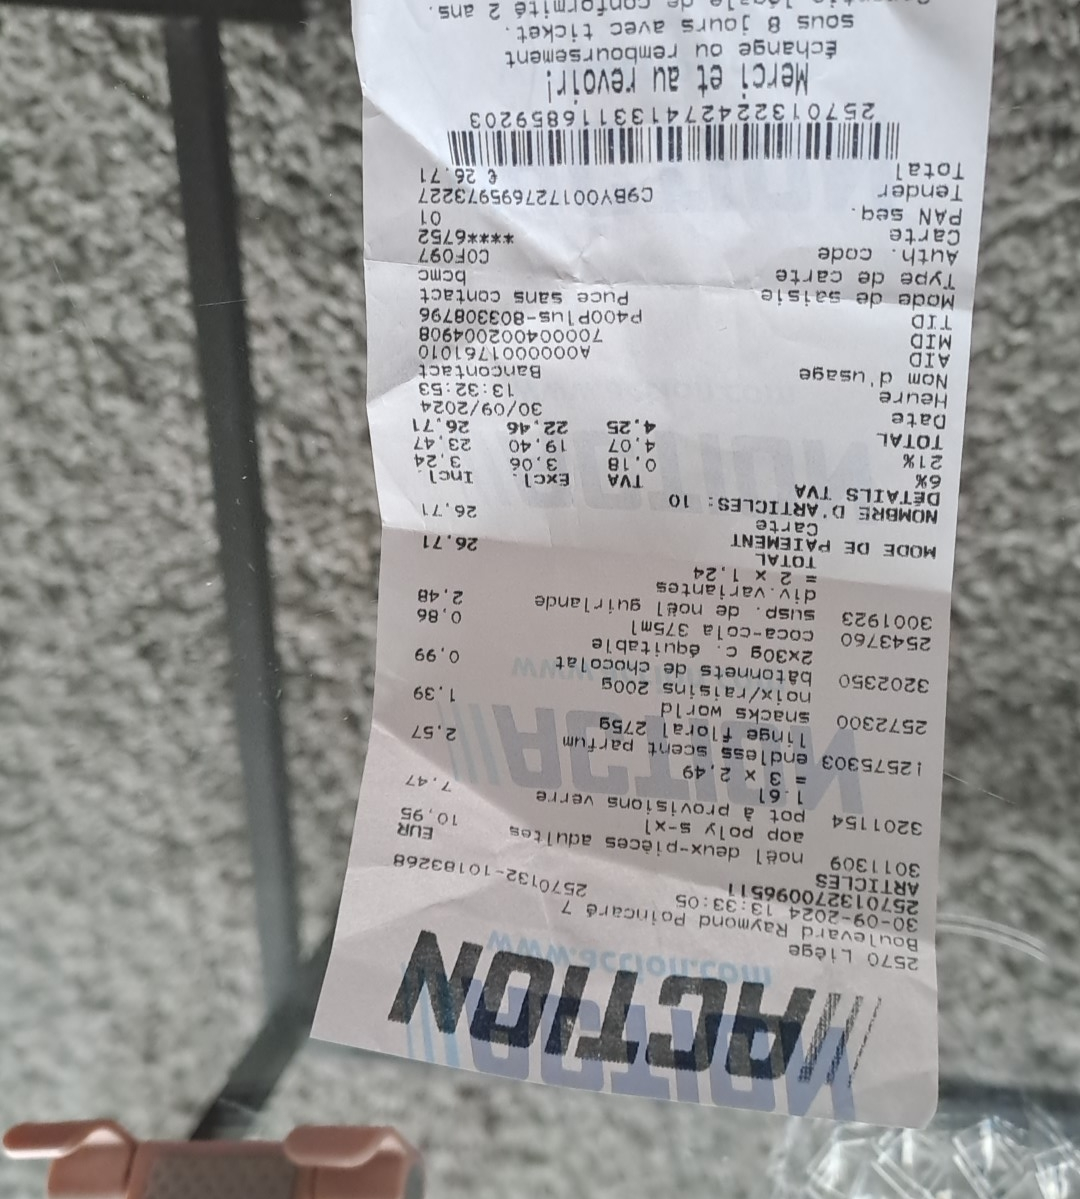 ACTION
www.action.com
2570 Liège
Boulevard Raymond Poincaré 7
30-09-2024 13:33:05 2570132-10183268
257013270096511
ARTICLES EUR
3011309 noël deux-pièces adultes 10,95
aop poly s-xl
3201154 pot à provisions verre 7,47
1.6l
= 3 x 2,49
!2575303 endless scent parfum 2,57
linge floral 275g
2572300 snacks world 1,39
noix/raisins 200g
3202350 bâtonnets de chocolat 0,99
2x30g c. équitable
2543760 coca-cola 375ml 0,86
3001923 susp. de noël guirlande 2,48
div.variantes
= 2 x 1,24
TOTAL 26,71
MODE DE PAIEMENT
Carte 26,71
NOMBRE D'ARTICLES: 10
DÉTAILS TVA TVA Excl. Incl.
6% 0,18 3,06 3,24
21% 4,07 19,40 23,47
TOTAL 4,25 22,46 26,71
Date 30/09/2024
Heure 13:32:53
Nom d'usage Bancontact
AID A0000001761010
MID 700004002004908
TID P400Plus-803308796
Mode de saisie Puce sans contact
Type de carte bcmc
Auth. code C0F097
Carte ****6752
PAN seq. 01
Tender C9BY001727695973227
Total € 26.71
2570132242741133116859203
Merci et au revoir!
Échange ou remboursement
sous 8 jours avec ticket.
légale de conformité 2 ans.